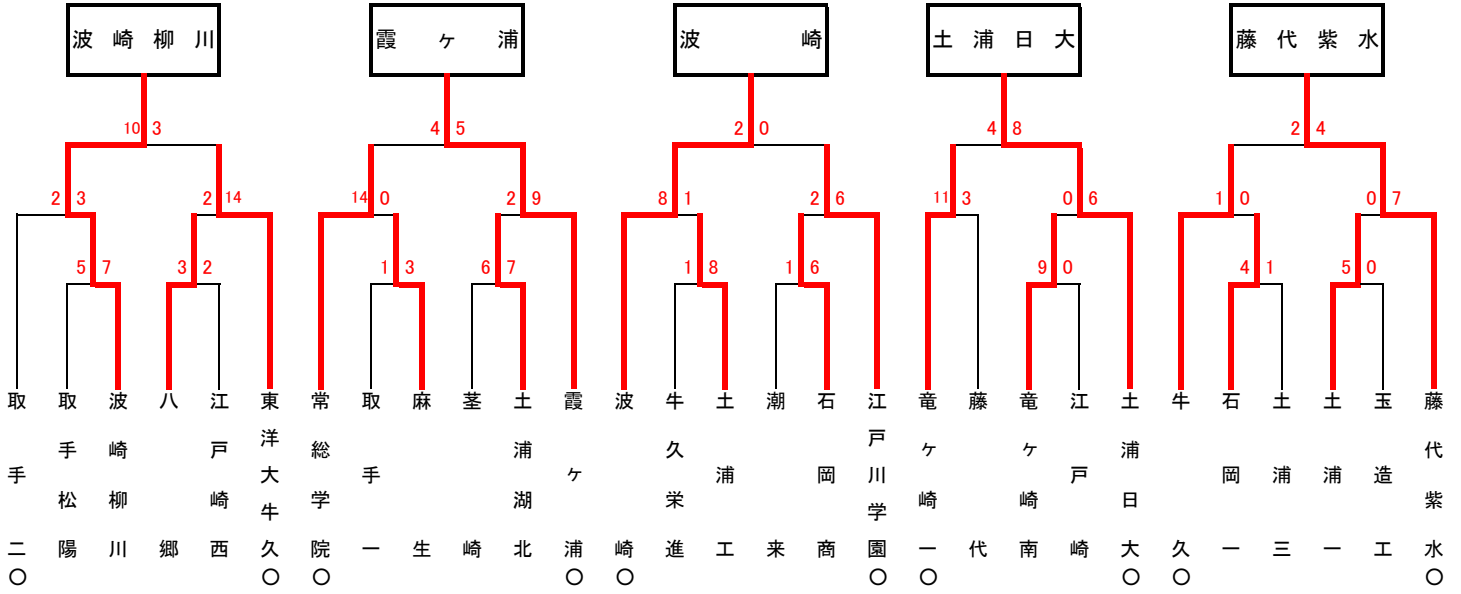 波崎柳川
霞ヶ浦
波崎
土浦日大
藤代紫水
10 3
4 5
2 0
4 8
2 4
2 3
2 14
14 0
2 9
8 1
2 6
11 3
0 6
1 0
0 7
5 7
3 2
1 3
6 7
1 8
1 6
9 0
4 1
5 0
取手二○
取手松陽
波崎柳川
八郷
江戸崎西
東洋大牛久○
常総学院○
取手一
麻生
茎崎
土浦湖北
霞ヶ浦○
波崎○
牛久栄進
土浦工
潮来
石岡商
江戸川学園○
竜ヶ崎一○
藤代
竜ヶ崎南
江戸崎
土浦日大○
牛久○
石岡一
土浦三
土浦一
玉造工
藤代紫水○